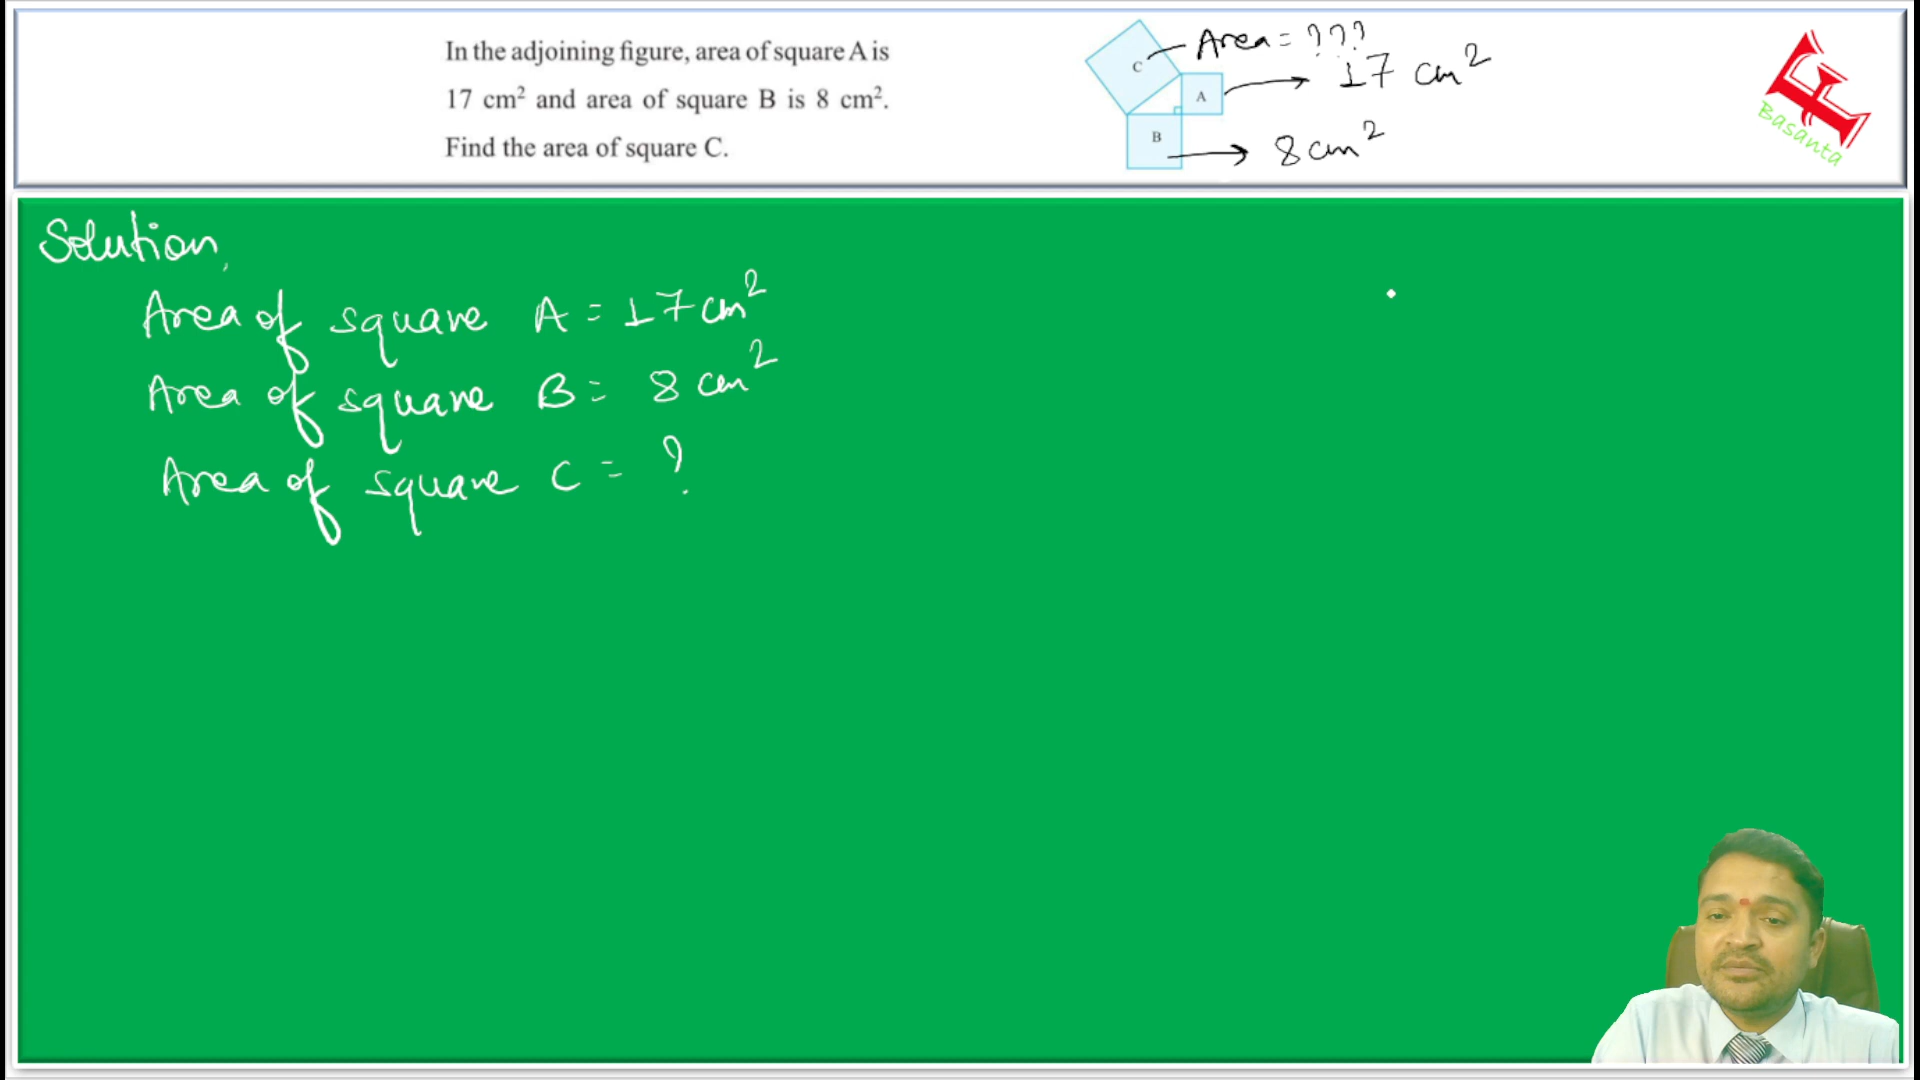 In the adjoining figure, area of square A is
17 cm² and area of square B is 8 cm².
Find the area of square C.
C
A
B
Area = ???
17 cm²
8 cm²
Basanta
Solution,
Area of square A = 17 cm²
Area of square B = 8 cm²
Area of square C = ?